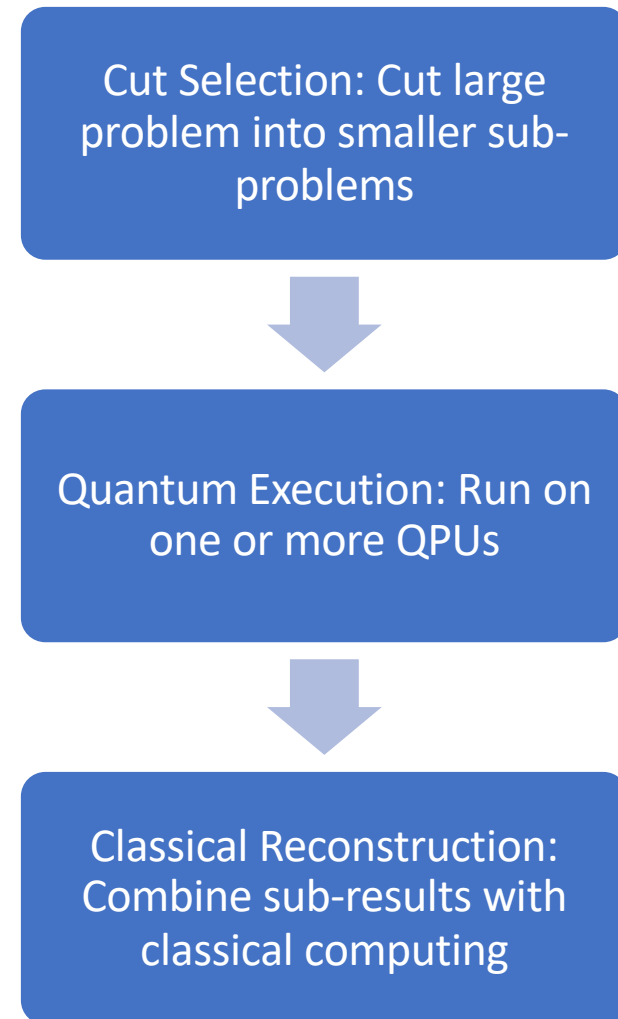 Cut Selection: Cut large
problem into smaller sub-
problems
Quantum Execution: Run on
one or more QPUs
Classical Reconstruction:
Combine sub-results with
classical computing